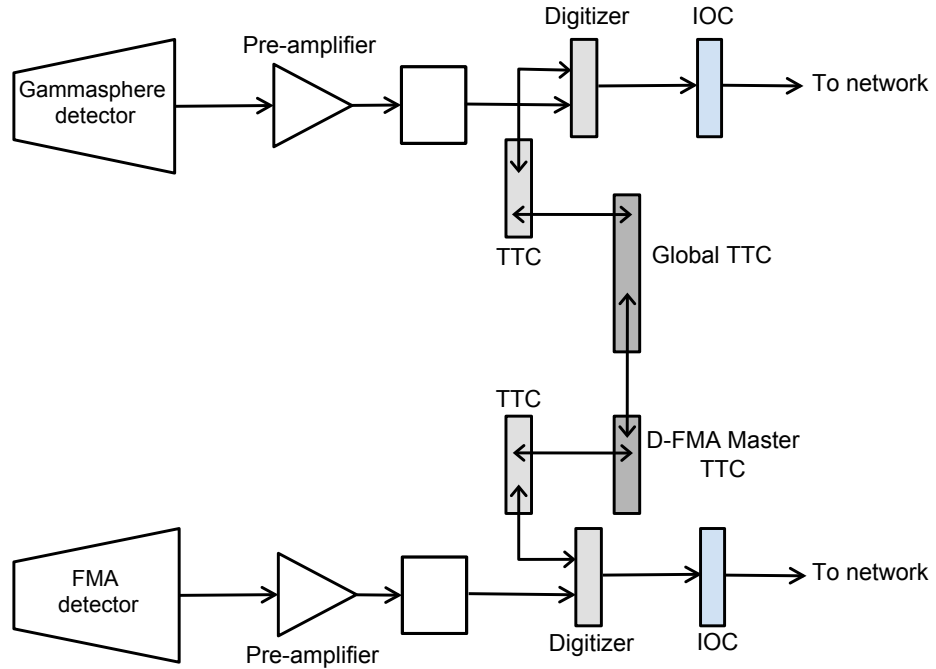 Digitizer
IOC
Pre-amplifier
Gammasphere
detector
To network
TTC
Global TTC
TTC
D-FMA Master
TTC
FMA
detector
To network
Pre-amplifier
Digitizer
IOC